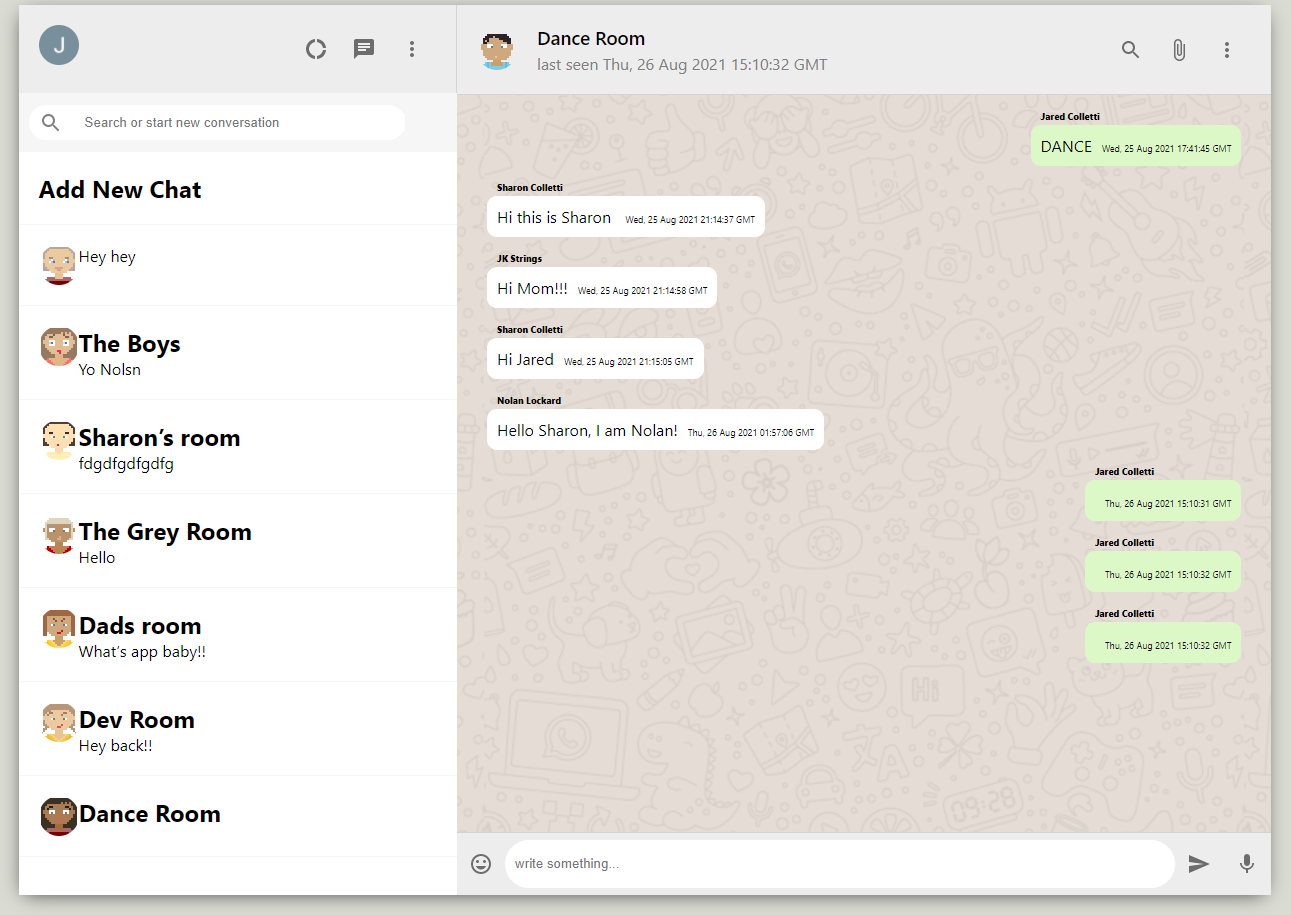 J
Search or start new conversation
Add New Chat
Hey hey
The Boys
Yo Nolsn
Sharon's room
fdgdfgdfgdfg
The Grey Room
Hello
Dads room
What's app baby!!
Dev Room
Hey back!!
Dance Room
Dance Room
last seen Thu, 26 Aug 2021 15:10:32 GMT
Jared Colletti
DANCE Wed, 25 Aug 2021 17:41:45 GMT
Sharon Colletti
Hi this is Sharon Wed, 25 Aug 2021 21:14:37 GMT
JK Strings
Hi Mom!!! Wed, 25 Aug 2021 21:14:58 GMT
Sharon Colletti
Hi Jared Wed, 25 Aug 2021 21:15:05 GMT
Nolan Lockard
Hello Sharon, I am Nolan! Thu, 26 Aug 2021 01:57:06 GMT
Jared Colletti
Thu, 26 Aug 2021 15:10:31 GMT
Jared Colletti
Thu, 26 Aug 2021 15:10:32 GMT
Jared Colletti
Thu, 26 Aug 2021 15:10:32 GMT
Hi
09:28
write something...